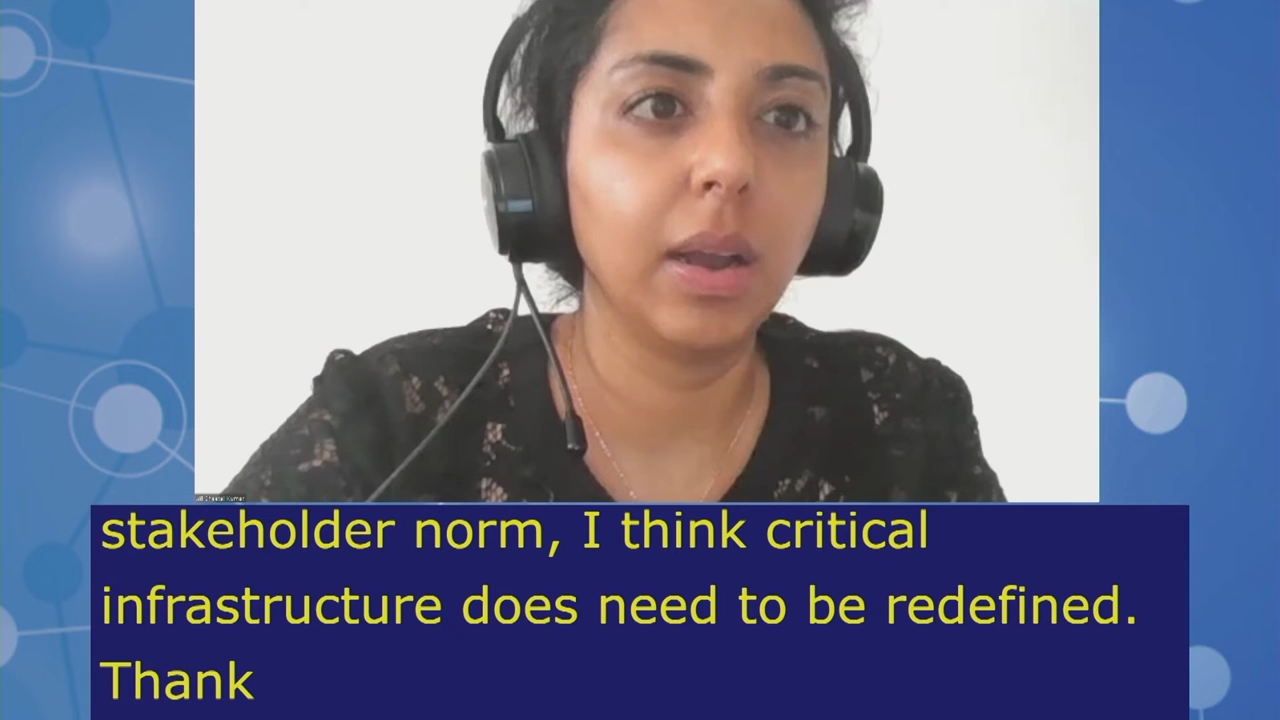 stakeholder norm, I think critical
infrastructure does need to be redefined.
Thank